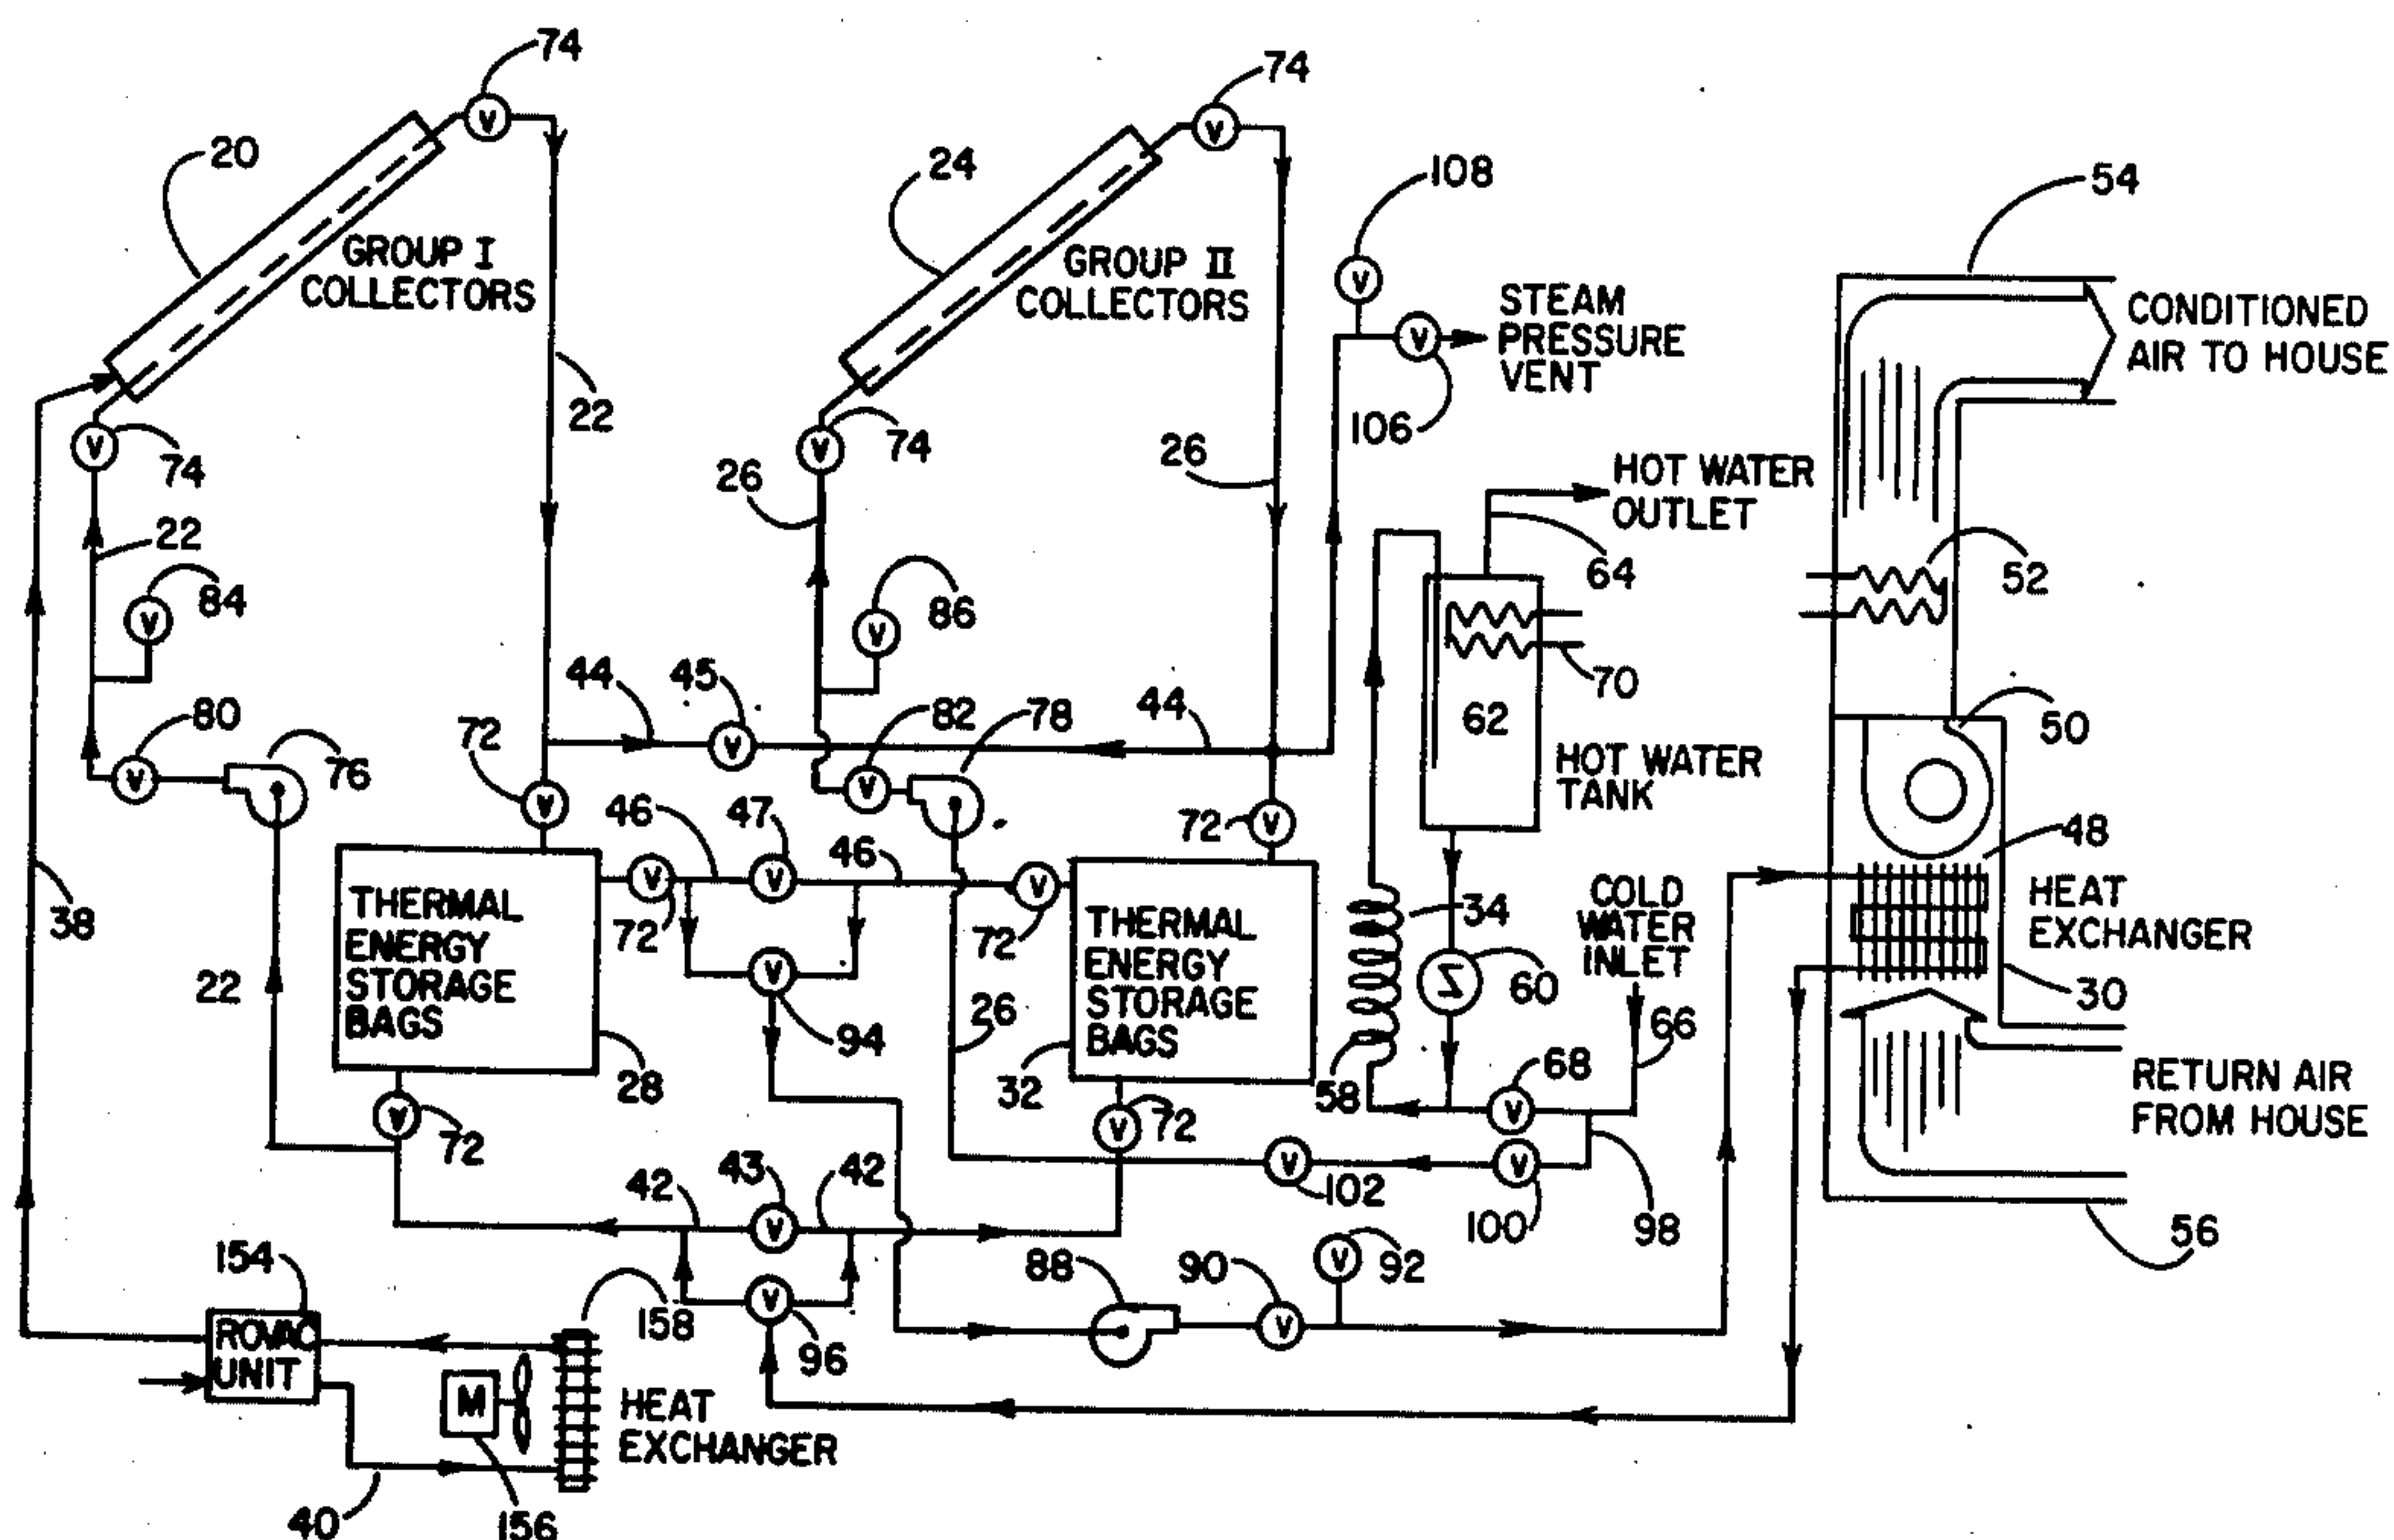 74
74
20
24
108
54
GROUP I
COLLECTORS
GROUP II
COLLECTORS
STEAM
PRESSURE
VENT
CONDITIONED
AIR TO HOUSE
V
V
V
V
106
22
74
V
V
74
26
26
HOT WATER
OUTLET
22
84
V
86
V
64
52
44
45
V
44
70
80
V
76
72
V
82
V
78
62
HOT WATER
TANK
50
46
47
46
72
V
48
THERMAL
ENERGY
STORAGE
BAGS
V
72
V
V
72
THERMAL
ENERGY
STORAGE
BAGS
34
COLD
WATER
INLET
HEAT
EXCHANGER
38
22
V
94
26
60
30
66
28
32
58
68
V
RETURN AIR
FROM HOUSE
V
72
V
72
42
43
V
42
V
102
V
100
98
56
154
158
V
96
88
90
V
V
92
ROVAC
UNIT
M
HEAT
EXCHANGER
40
156